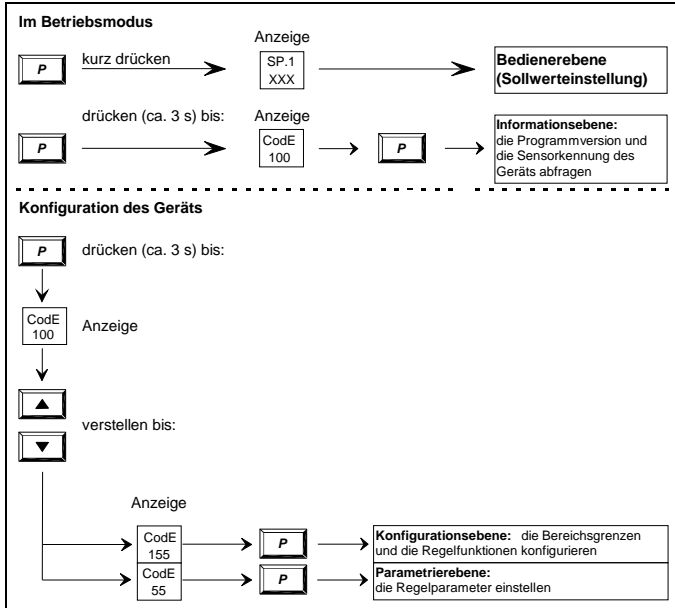 Im Betriebsmodus
Anzeige
P kurz drücken SP.1 Bedienerebene
XXX (Sollwerteinstellung)
drücken (ca. 3 s) bis: Anzeige
P CodE P Informationsebene:
100 die Programmversion und
die Sensorkennung des
Geräts abfragen
Konfiguration des Geräts
P drücken (ca. 3 s) bis:
CodE Anzeige
100
verstellen bis:
Anzeige
CodE P Konfigurationsebene: die Bereichsgrenzen
155 und die Regelfunktionen konfigurieren
CodE P Parametrierebene:
55 die Regelparameter einstellen